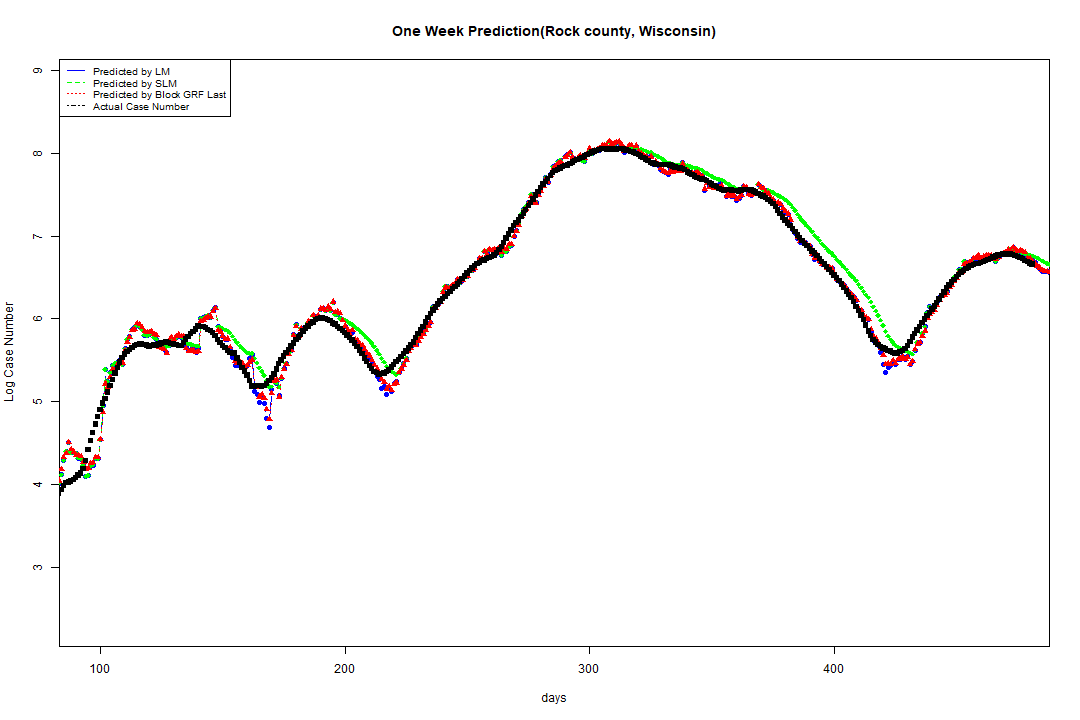 One Week Prediction(Rock county, Wisconsin)
Predicted by LM
Predicted by SLM
Predicted by Block GRF Last
Actual Case Number
9
8
7
6
5
4
3
Log Case Number
100 200 300 400
days